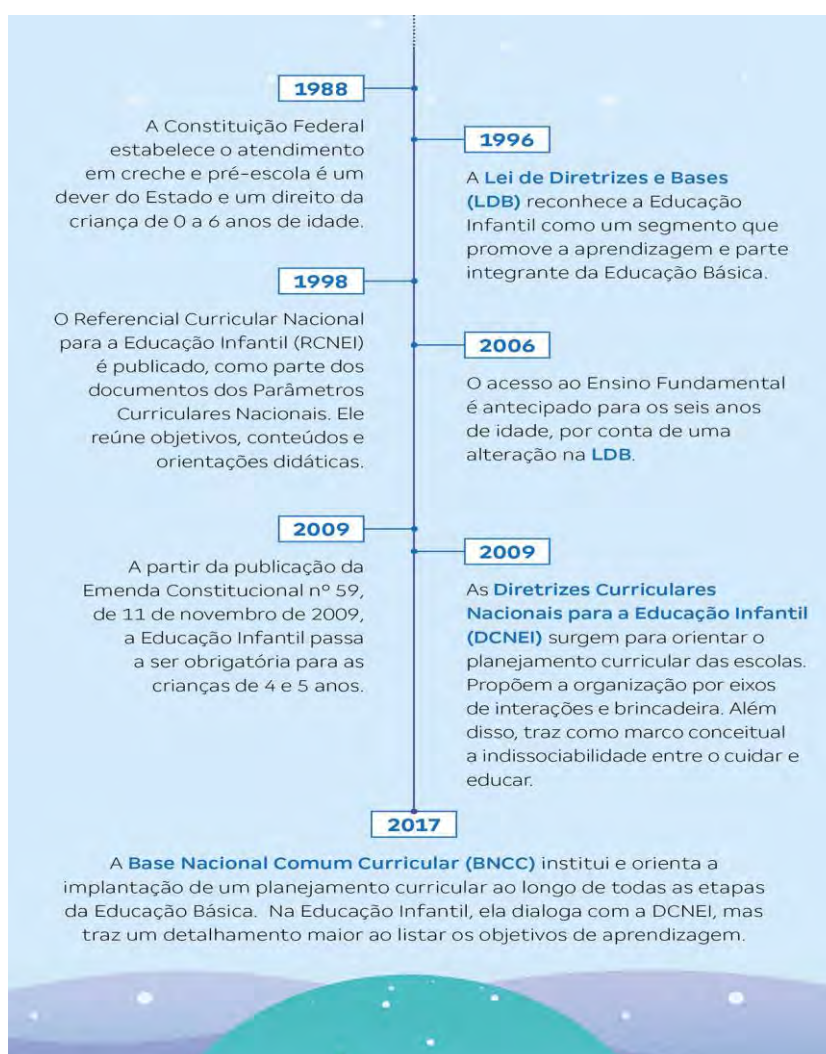 1988
A Constituição Federal
estabelece o atendimento
em creche e pré-escola é um
dever do Estado e um direito da
criança de 0 a 6 anos de idade.
1996
A Lei de Diretrizes e Bases
(LDB) reconhece a Educação
Infantil como um segmento que
promove a aprendizagem e parte
integrante da Educação Básica.
1998
O Referencial Curricular Nacional
para a Educação Infantil (RCNEI)
é publicado, como parte dos
documentos dos Parâmetros
Curriculares Nacionais. Ele
reúne objetivos, conteúdos e
orientações didáticas.
2006
O acesso ao Ensino Fundamental
é antecipado para os seis anos
de idade, por conta de uma
alteração na LDB.
2009
A partir da publicação da
Emenda Constitucional nº 59,
de 11 de novembro de 2009,
a Educação Infantil passa
a ser obrigatória para as
crianças de 4 e 5 anos.
2009
As Diretrizes Curriculares
Nacionais para a Educação Infantil
(DCNEI) surgem para orientar o
planejamento curricular das escolas.
Propõem a organização por eixos
de interações e brincadeira. Além
disso, traz como marco conceitual
a indissociabilidade entre o cuidar e
educar.
2017
A Base Nacional Comum Curricular (BNCC) institui e orienta a
implantação de um planejamento curricular ao longo de todas as etapas
da Educação Básica. Na Educação Infantil, ela dialoga com a DCNEI, mas
traz um detalhamento maior ao listar os objetivos de aprendizagem.